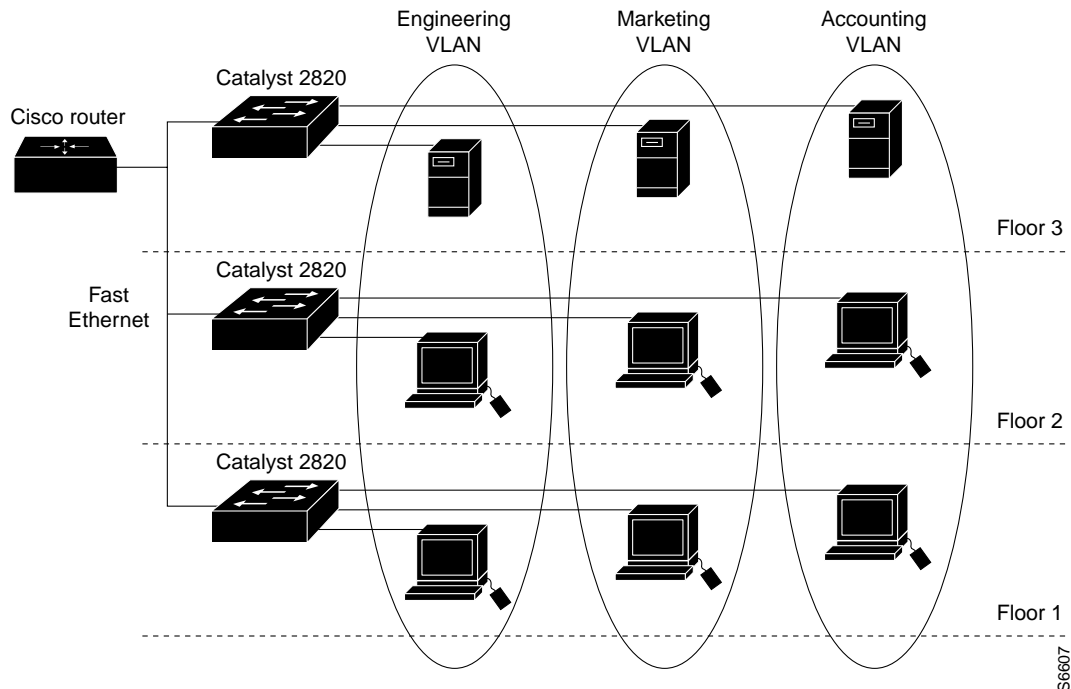 Engineering
VLAN
Marketing
VLAN
Accounting
VLAN
Catalyst 2820
Cisco router
Floor 3
Catalyst 2820
Fast
Ethernet
Floor 2
Catalyst 2820
Floor 1
S6607